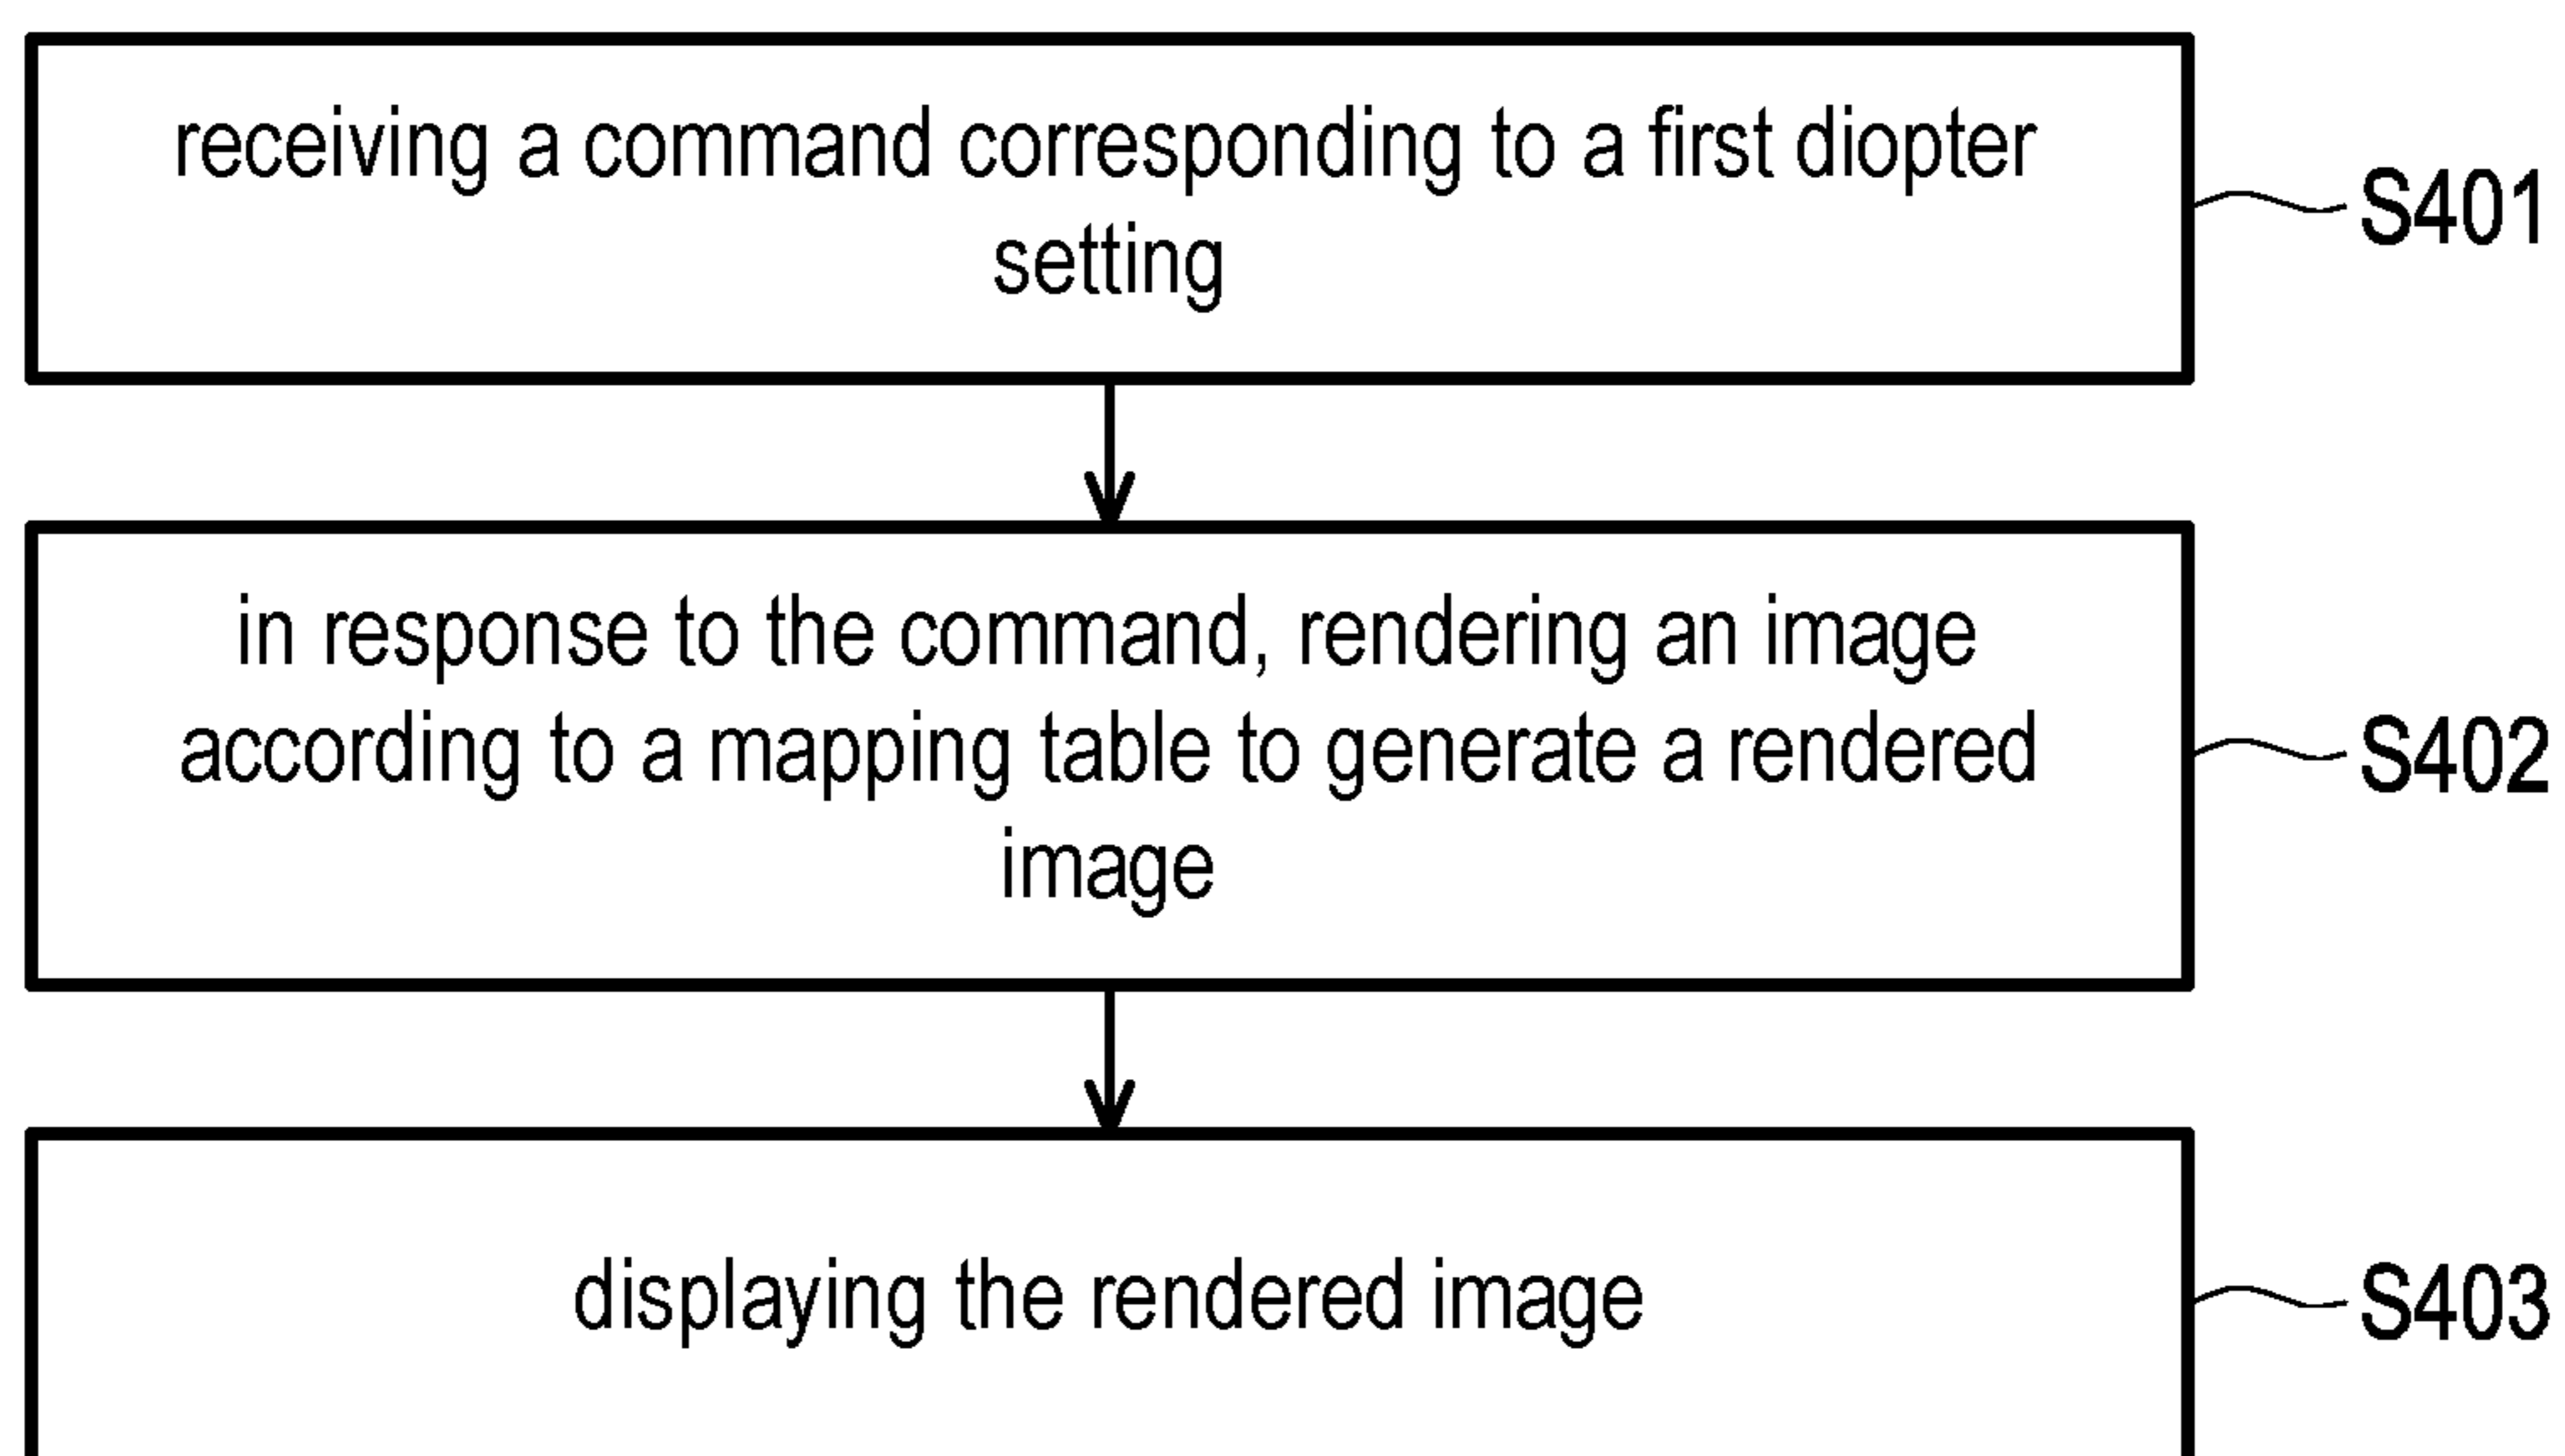 receiving a command corresponding to a first diopter
setting
S401
in response to the command, rendering an image
according to a mapping table to generate a rendered
image
S402
displaying the rendered image
S403